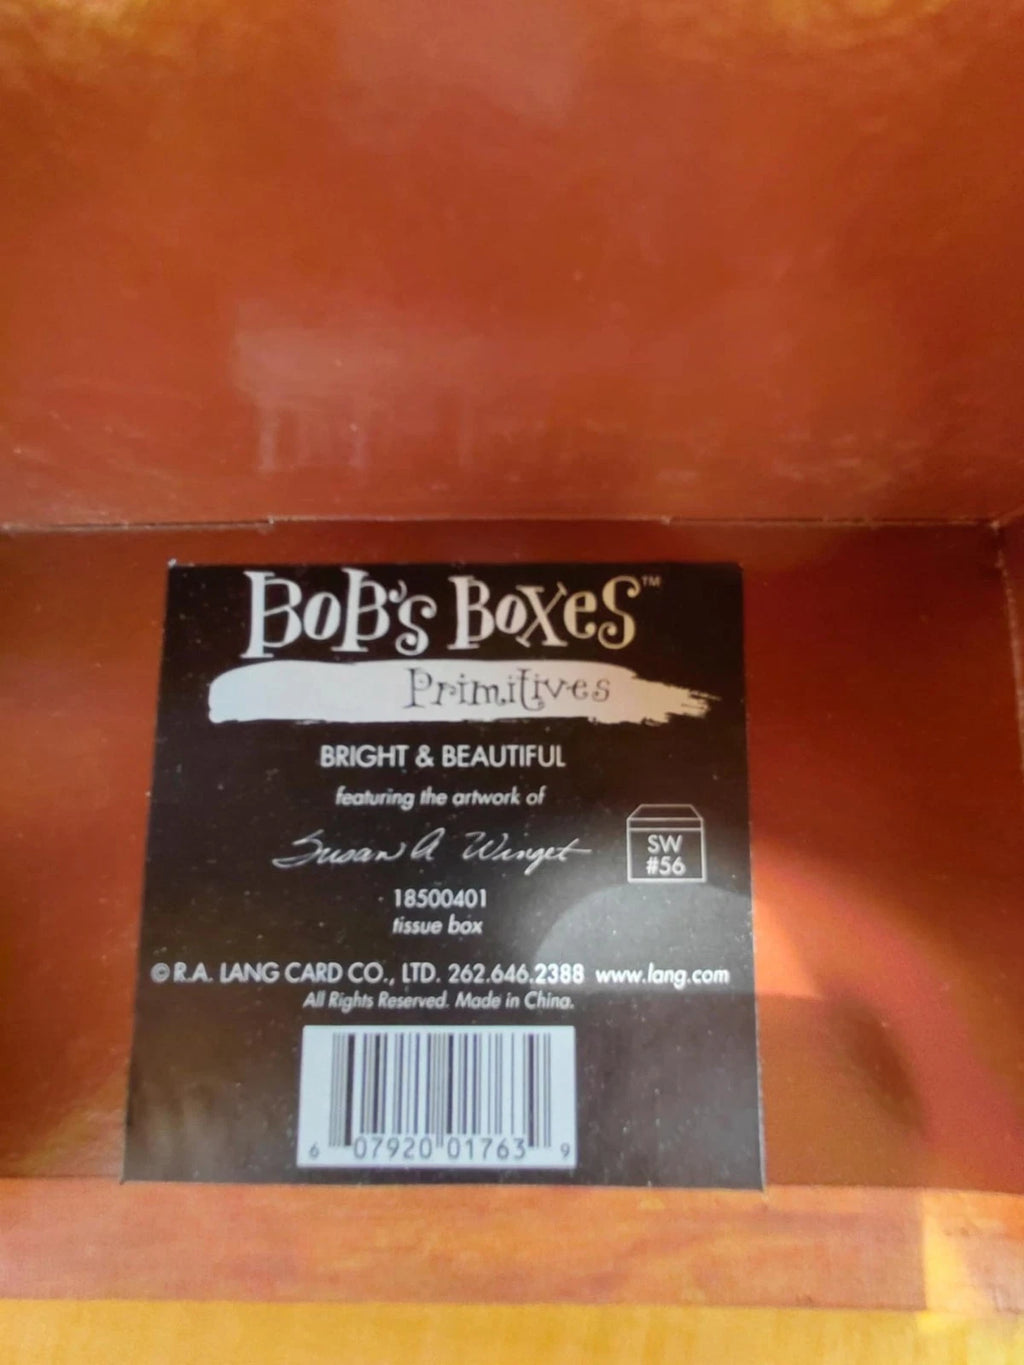 BOB'S BOXES™
Primitives
BRIGHT & BEAUTIFUL
featuring the artwork of
Susan A Winget
SW
#56
18500401
tissue box
© R.A. LANG CARD CO., LTD. 262.646.2388 www.lang.com
All Rights Reserved. Made in China.
6 07920 01763 9